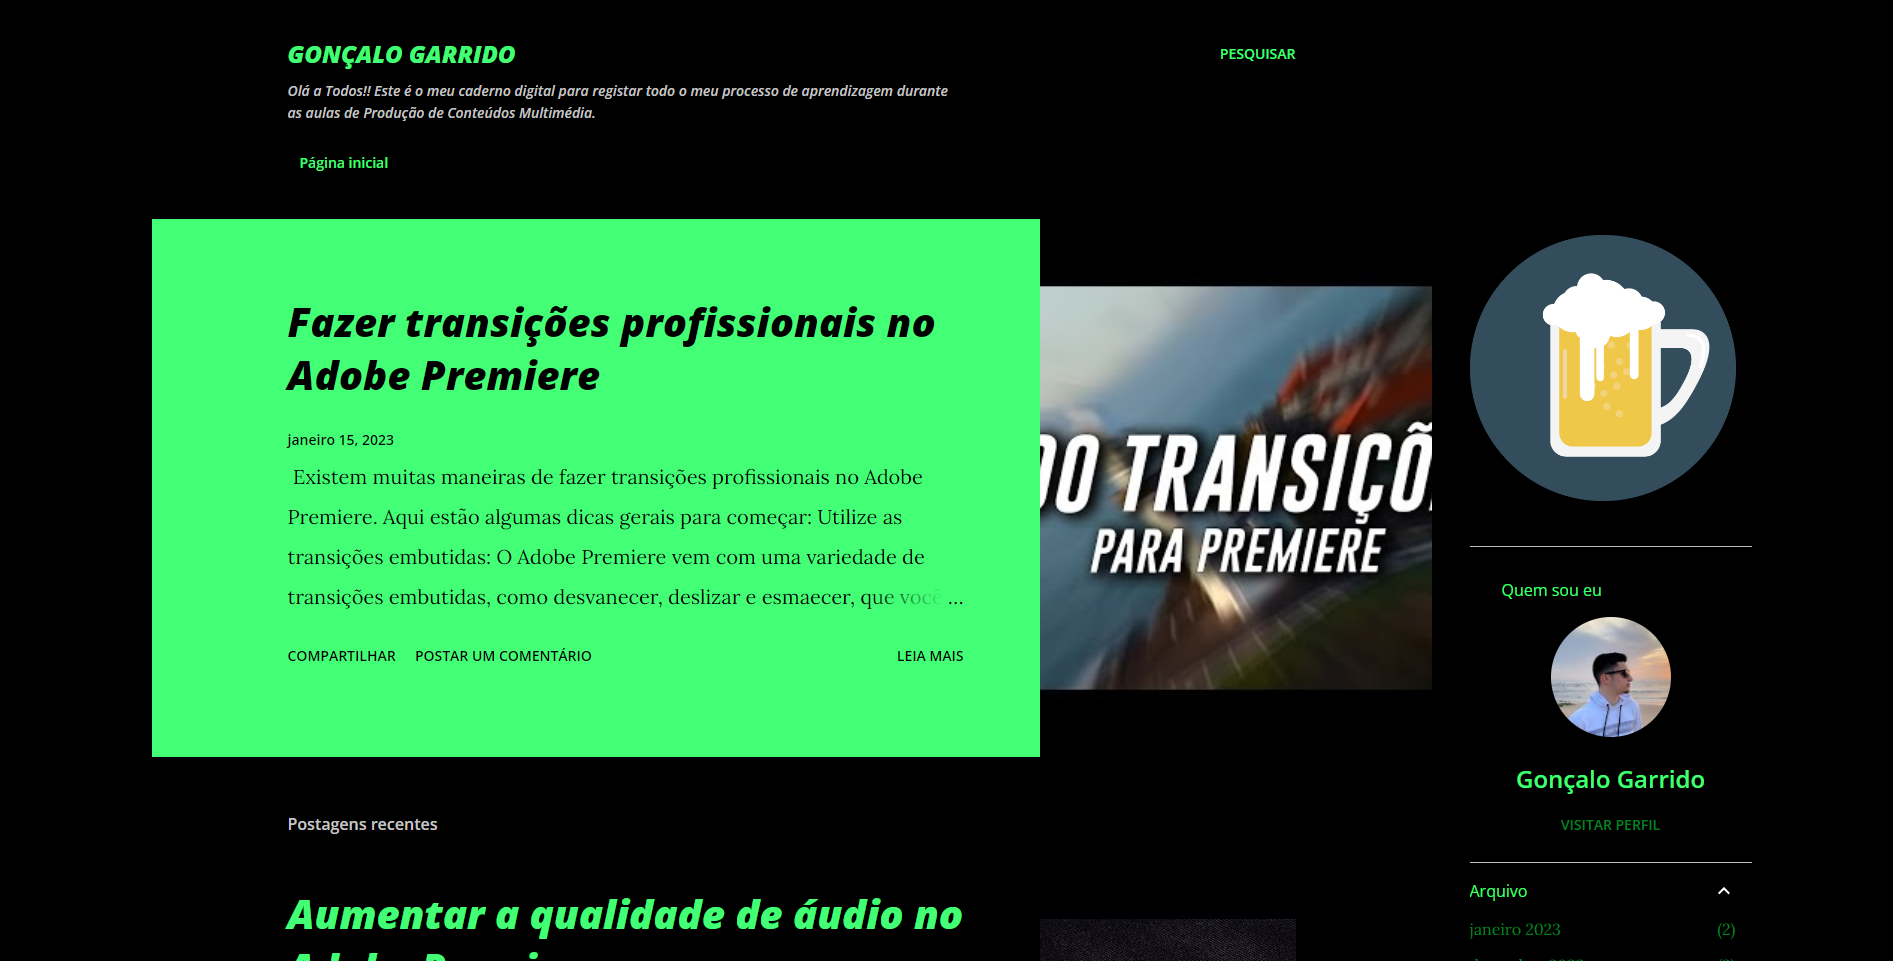 GONÇALO GARRIDO
PESQUISAR
Olá a Todos!! Este é o meu caderno digital para registar todo o meu processo de aprendizagem durante
as aulas de Produção de Conteúdos Multimédia.
Página inicial
Fazer transições profissionais no
Adobe Premiere
janeiro 15, 2023
Existem muitas maneiras de fazer transições profissionais no Adobe
Premiere. Aqui estão algumas dicas gerais para começar: Utilize as
transições embutidas: O Adobe Premiere vem com uma variedade de
transições embutidas, como desvanecer, deslizar e esmaecer, que você ...
COMPARTILHAR POSTAR UM COMENTÁRIO LEIA MAIS
DO TRANSIÇÕ
PARA PREMIERE
Quem sou eu
Gonçalo Garrido
VISITAR PERFIL
Arquivo
janeiro 2023 (2)
Postagens recentes
Aumentar a qualidade de áudio no